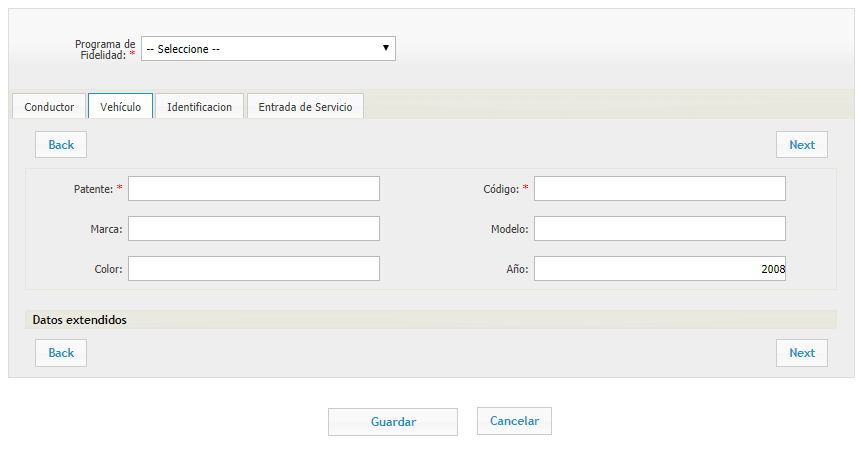 Programa de
Fidelidad: *
-- Seleccione --
Conductor Vehículo Identificacion Entrada de Servicio
Back Next
Patente: * Código: *
Marca: Modelo:
Color: Año: 2008
Datos extendidos
Back Next
Guardar Cancelar